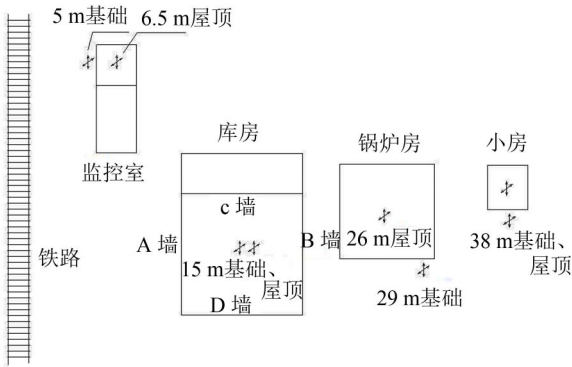 5 m基础
6.5 m屋顶
监控室
铁路
库房
c 墙
A 墙
15 m基础、
屋顶
D 墙
锅炉房
B 墙
26 m屋顶
29 m基础
小房
38 m基础、
屋顶